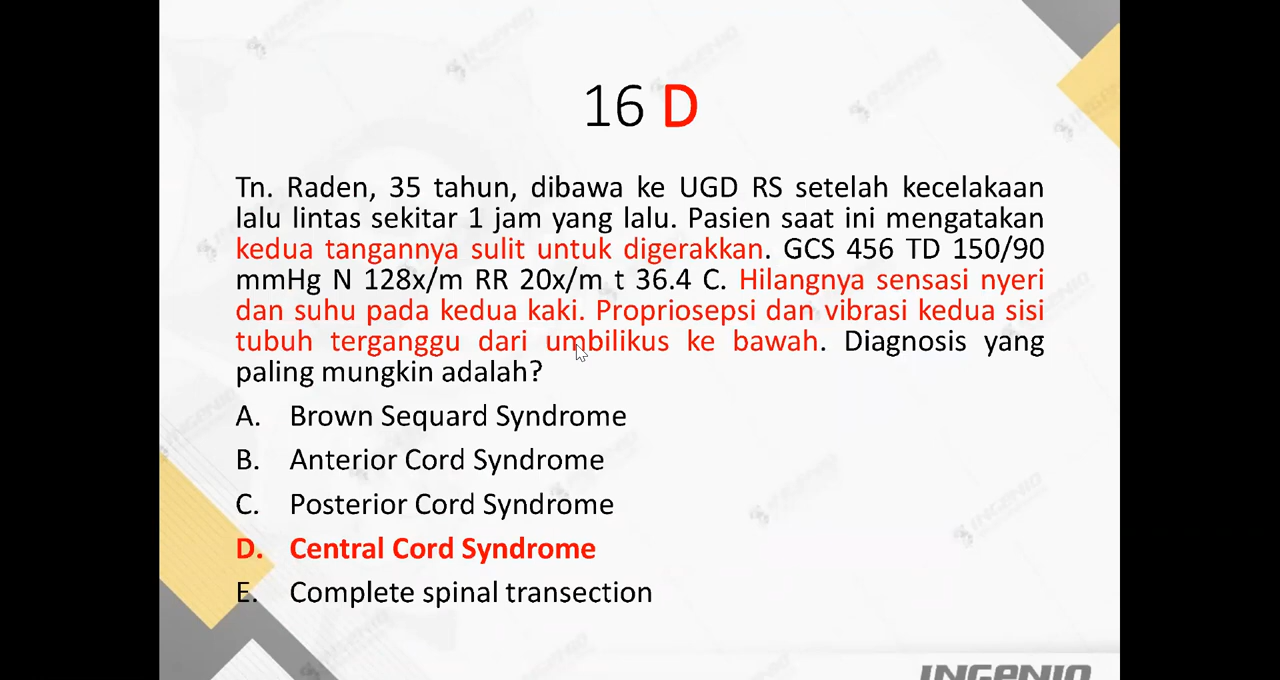 16 D
Tn. Raden, 35 tahun, dibawa ke UGD RS setelah kecelakaan
lalu lintas sekitar 1 jam yang lalu. Pasien saat ini mengatakan
kedua tangannya sulit untuk digerakkan. GCS 456 TD 150/90
mmHg N 128x/m RR 20x/m t 36.4 C. Hilangnya sensasi nyeri
dan suhu pada kedua kaki. Propriosepsi dan vibrasi kedua sisi
tubuh terganggu dari umbilikus ke bawah. Diagnosis yang
paling mungkin adalah?
A. Brown Sequard Syndrome
B. Anterior Cord Syndrome
C. Posterior Cord Syndrome
D. Central Cord Syndrome
E. Complete spinal transection
INGENIO